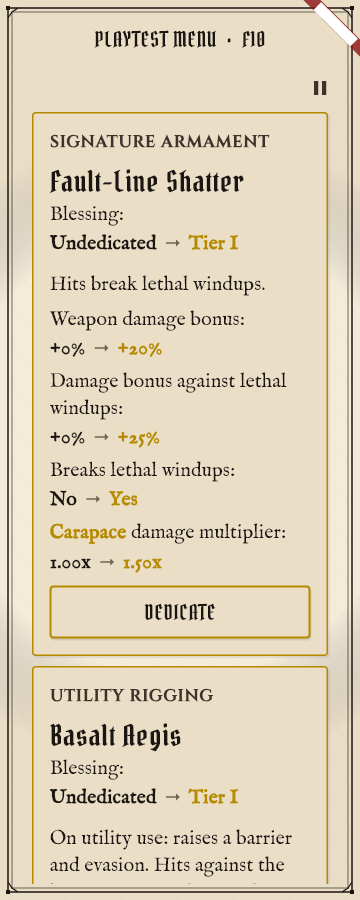 PLAYTEST MENU · F10
SIGNATURE ARMAMENT
Fault-Line Shatter
Blessing:
Undedicated → Tier I
Hits break lethal windups.
Weapon damage bonus:
+0% → +20%
Damage bonus against lethal
windups:
+0% → +25%
Breaks lethal windups:
No → Yes
Carapace damage multiplier:
1.00x → 1.50x
DEDICATE
UTILITY RIGGING
Basalt Aegis
Blessing:
Undedicated → Tier I
On utility use: raises a barrier
and evasion. Hits against the